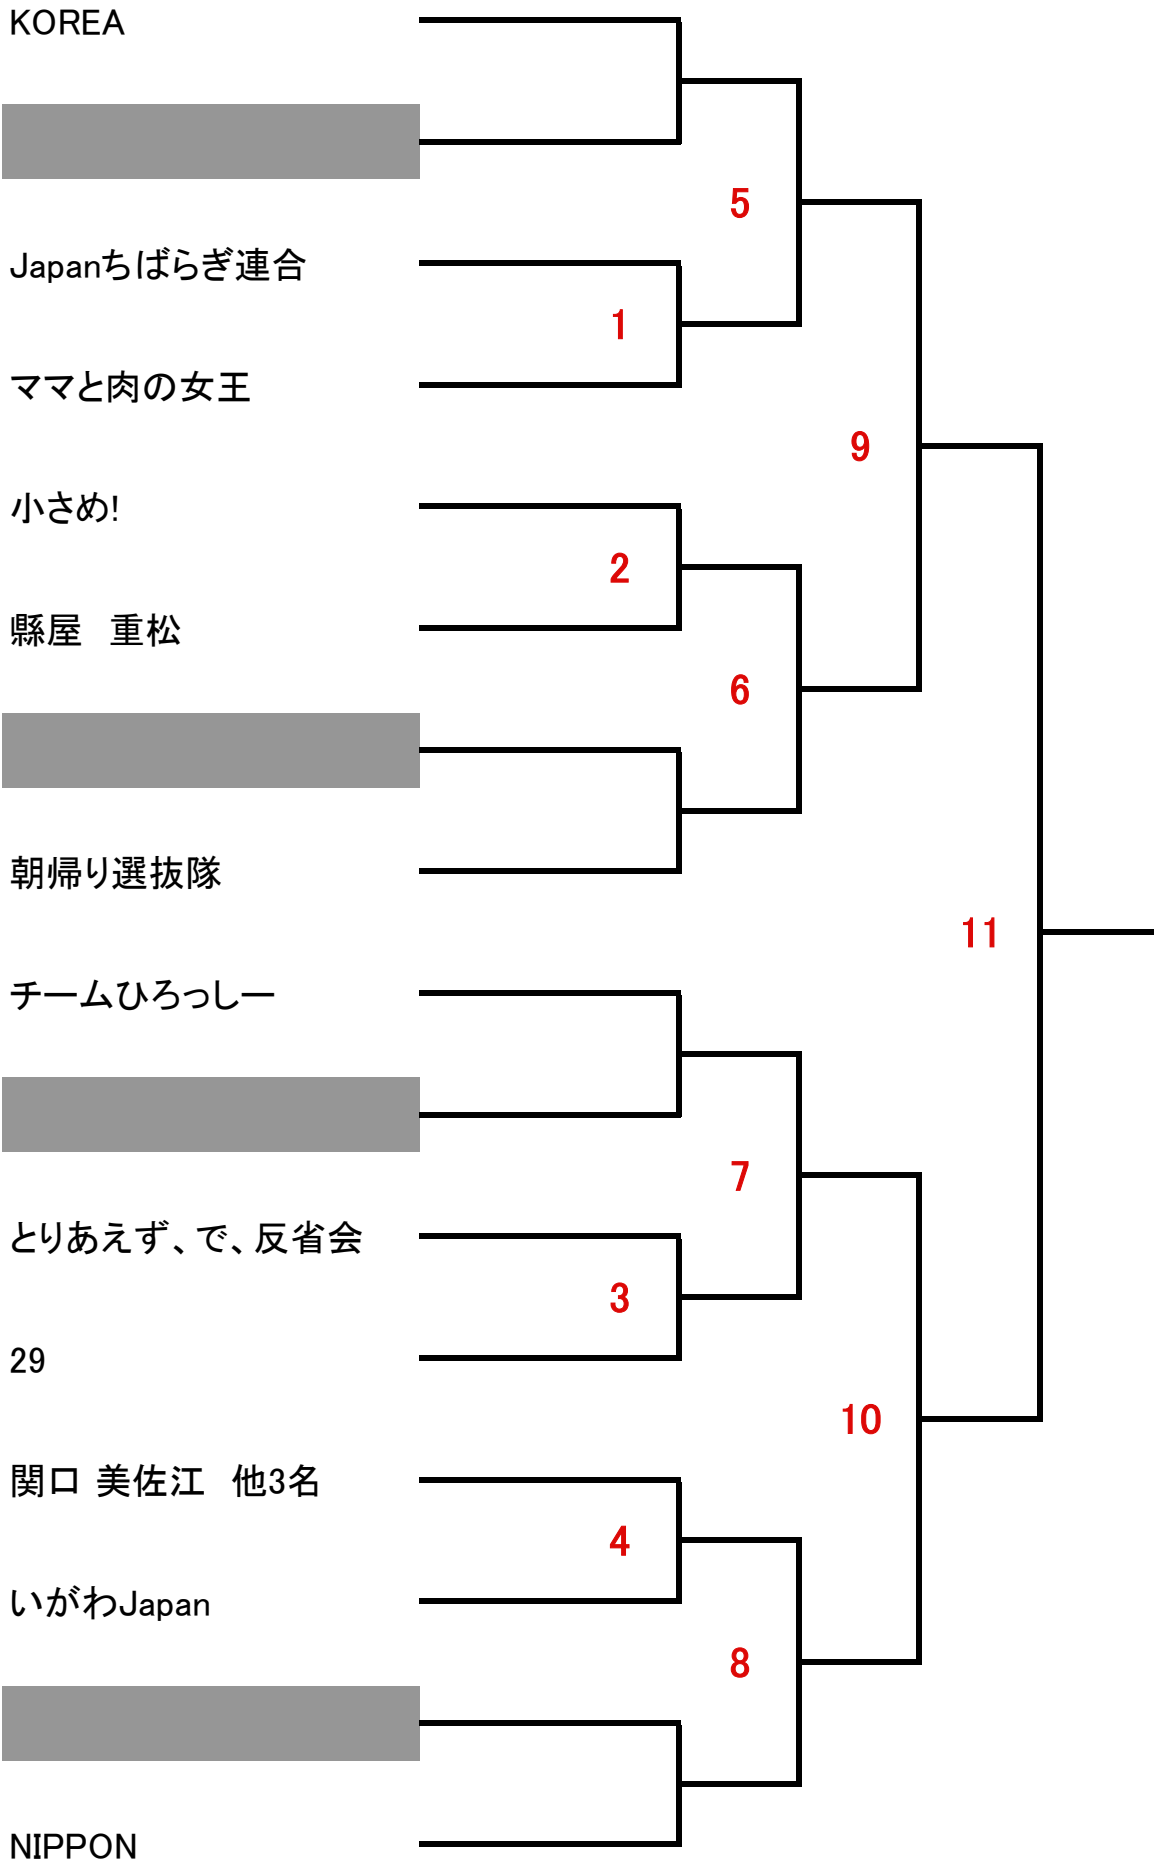 KOREA
5
Japanちばらぎ連合
1
ママと肉の女王
9
小さめ!
2
縣屋　重松
6
朝帰り選抜隊
11
チームひろっしー
7
とりあえず、で、反省会
3
29
10
関口 美佐江　他3名
4
いがわJapan
8
NIPPON